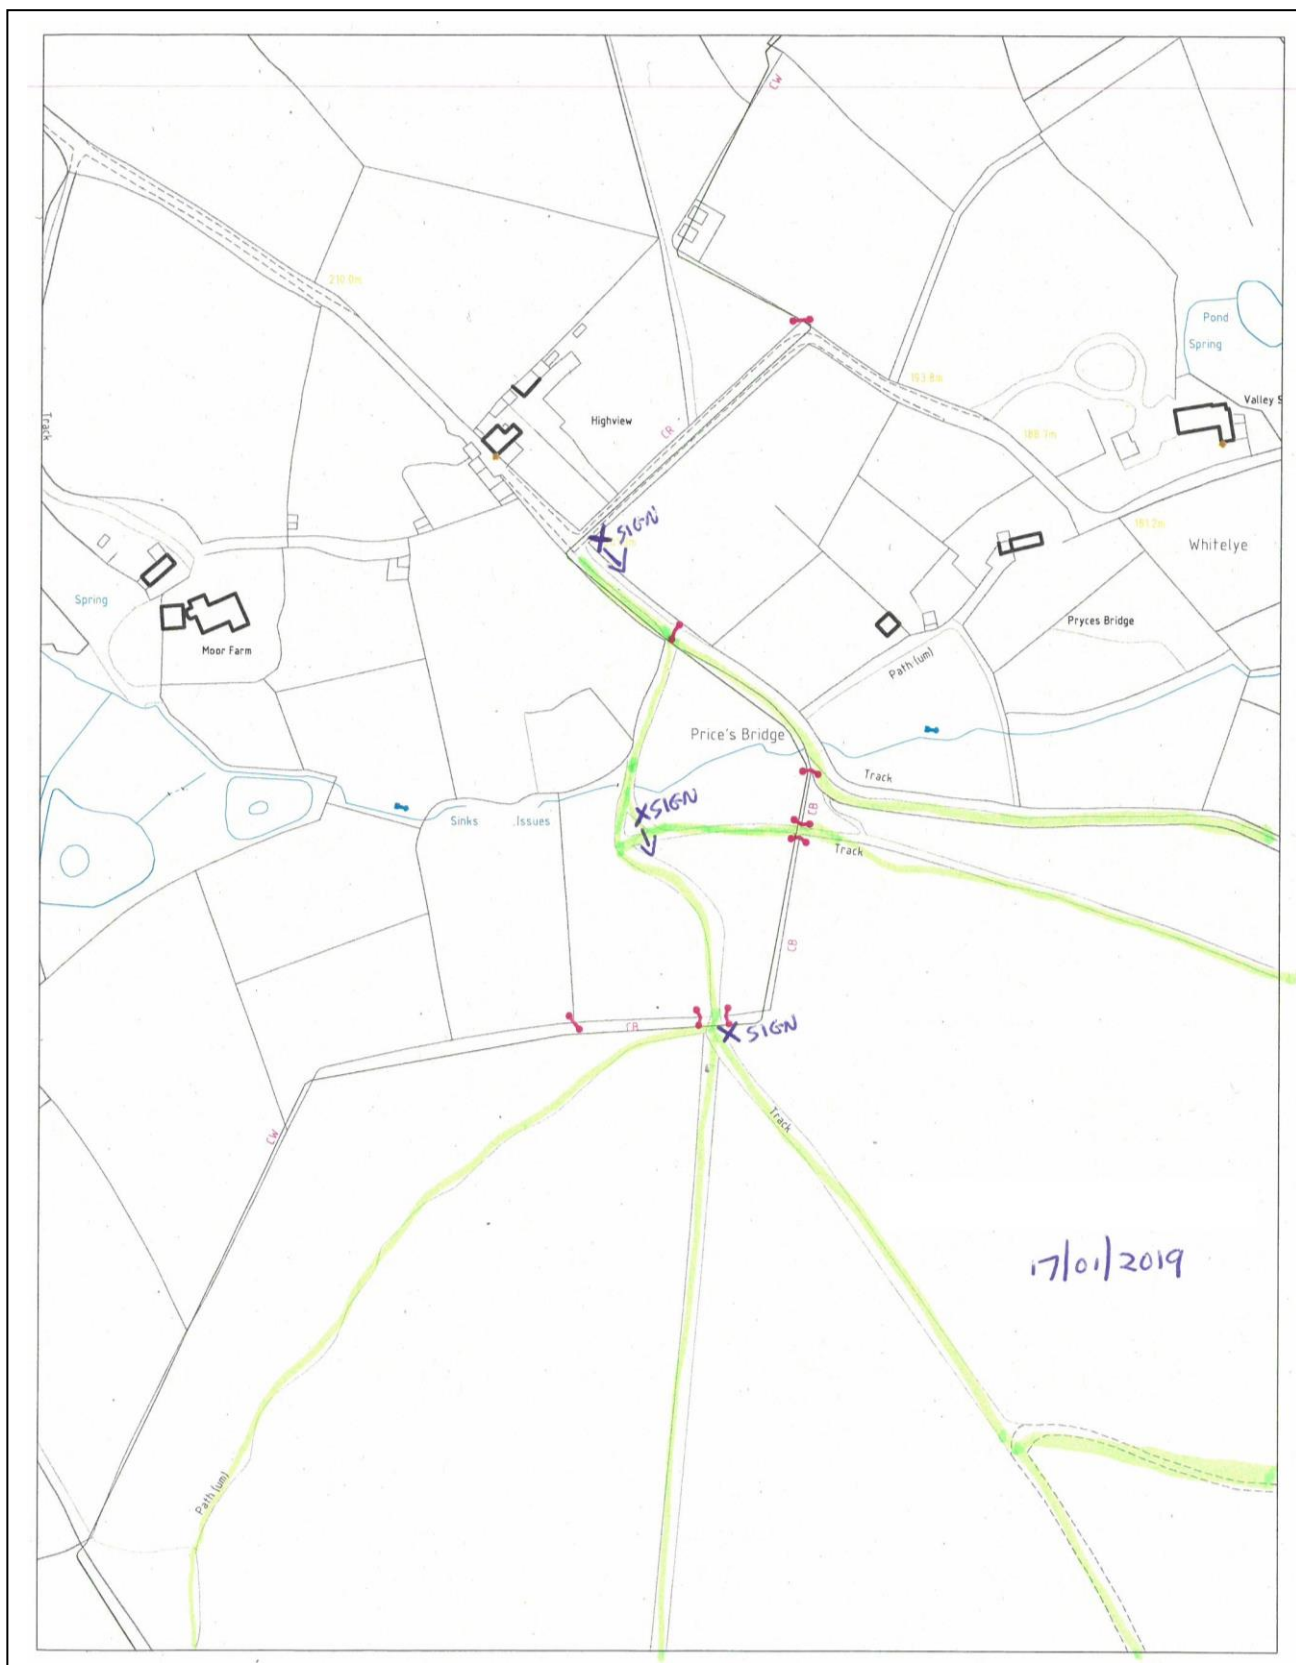 CW
210.0m
Pond
Spring
193.8m
Valley S
Highview
CR
Track
188.7m
SIGN
191.2m
Whitelye
Spring
Pryces Bridge
Moor Farm
Path (um)
Price's Bridge
Track
SIGN
CB
Sinks
Issues
Track
CB
CB
SIGN
Track
CW
17/01/2019
Path (um)